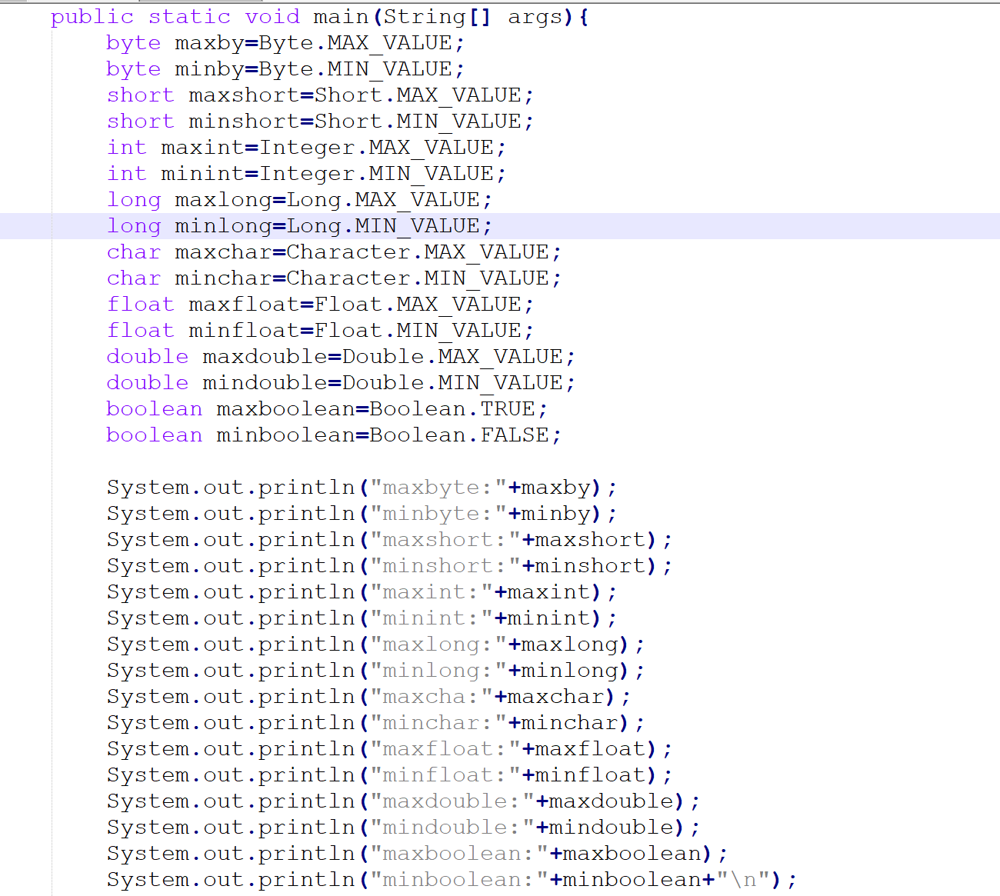 public static void main(String[] args){
byte maxby=Byte.MAX_VALUE;
byte minby=Byte.MIN_VALUE;
short maxshort=Short.MAX_VALUE;
short minshort=Short.MIN_VALUE;
int maxint=Integer.MAX_VALUE;
int minint=Integer.MIN_VALUE;
long maxlong=Long.MAX_VALUE;
long minlong=Long.MIN_VALUE;
char maxchar=Character.MAX_VALUE;
char minchar=Character.MIN_VALUE;
float maxfloat=Float.MAX_VALUE;
float minfloat=Float.MIN_VALUE;
double maxdouble=Double.MAX_VALUE;
double mindouble=Double.MIN_VALUE;
boolean maxboolean=Boolean.TRUE;
boolean minboolean=Boolean.FALSE;
System.out.println("maxbyte:"+maxby);
System.out.println("minbyte:"+minby);
System.out.println("maxshort:"+maxshort);
System.out.println("minshort:"+minshort);
System.out.println("maxint:"+maxint);
System.out.println("minint:"+minint);
System.out.println("maxlong:"+maxlong);
System.out.println("minlong:"+minlong);
System.out.println("maxcha:"+maxchar);
System.out.println("minchar:"+minchar);
System.out.println("maxfloat:"+maxfloat);
System.out.println("minfloat:"+minfloat);
System.out.println("maxdouble:"+maxdouble);
System.out.println("mindouble:"+mindouble);
System.out.println("maxboolean:"+maxboolean);
System.out.println("minboolean:"+minboolean+"\n");